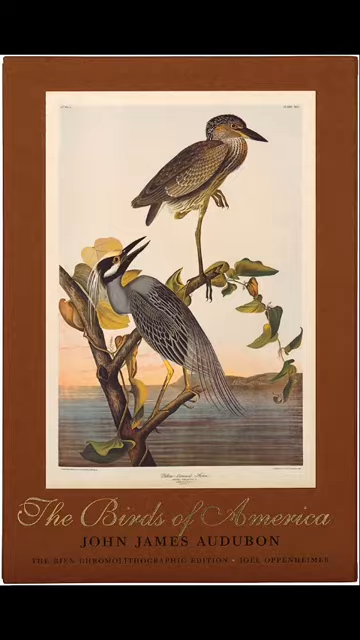 The Birds of America
JOHN JAMES AUDUBON
THE BIEN CHROMOLITHOGRAPHIC EDITION • JOEL OPPENHEIMER